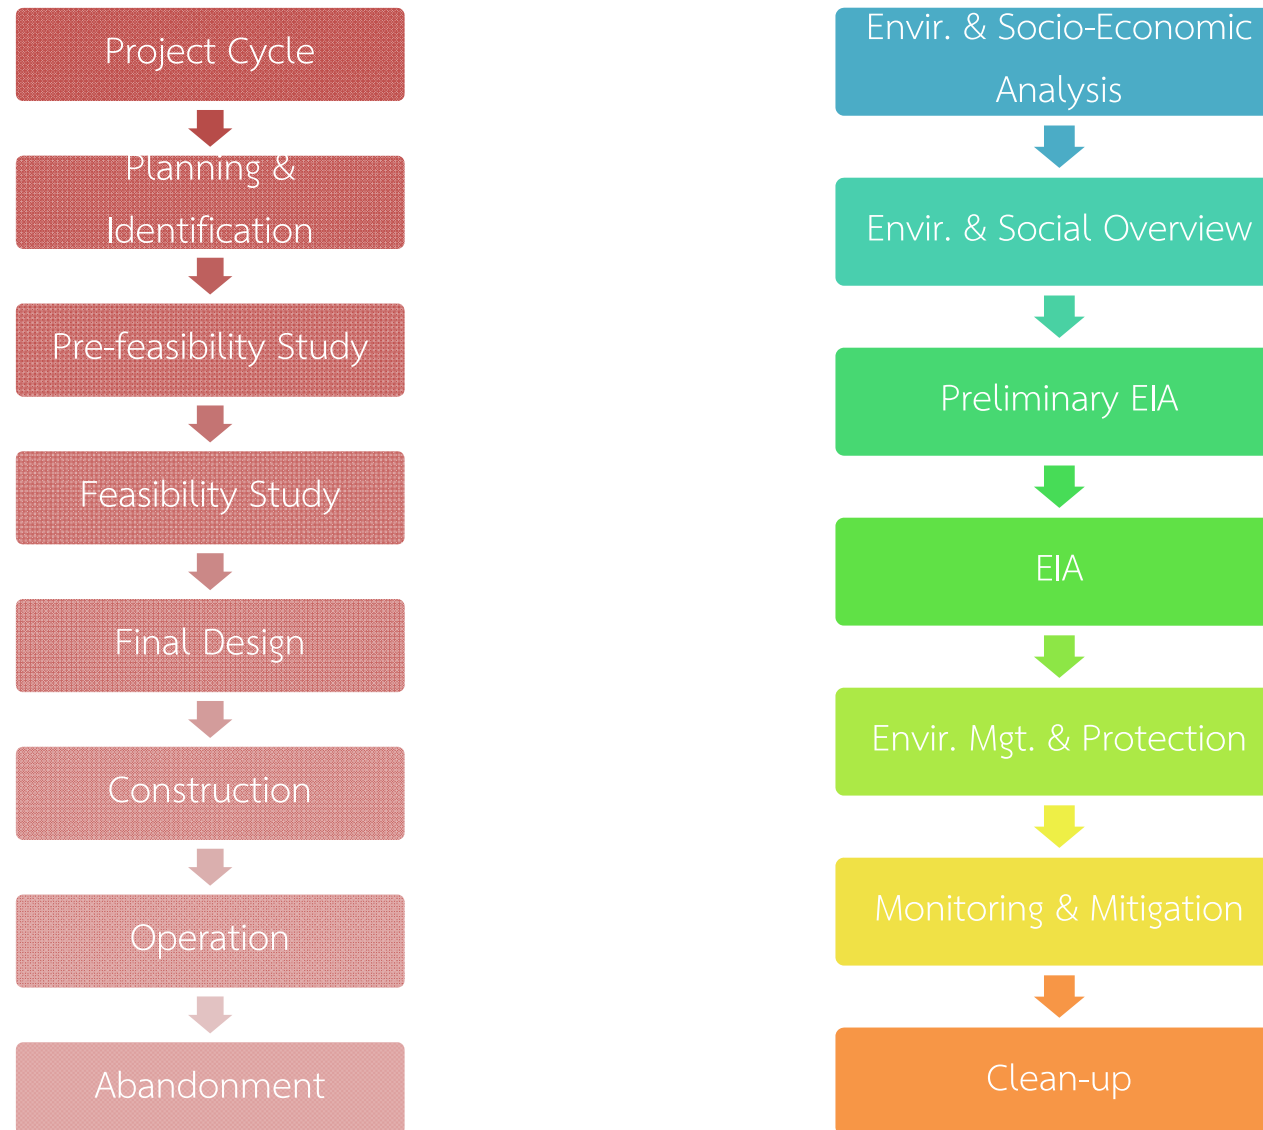 Project Cycle
Planning &
Identification
Pre-feasibility Study
Feasibility Study
Final Design
Construction
Operation
Abandonment
Envir. & Socio-Economic
Analysis
Envir. & Social Overview
Preliminary EIA
EIA
Envir. Mgt. & Protection
Monitoring & Mitigation
Clean-up